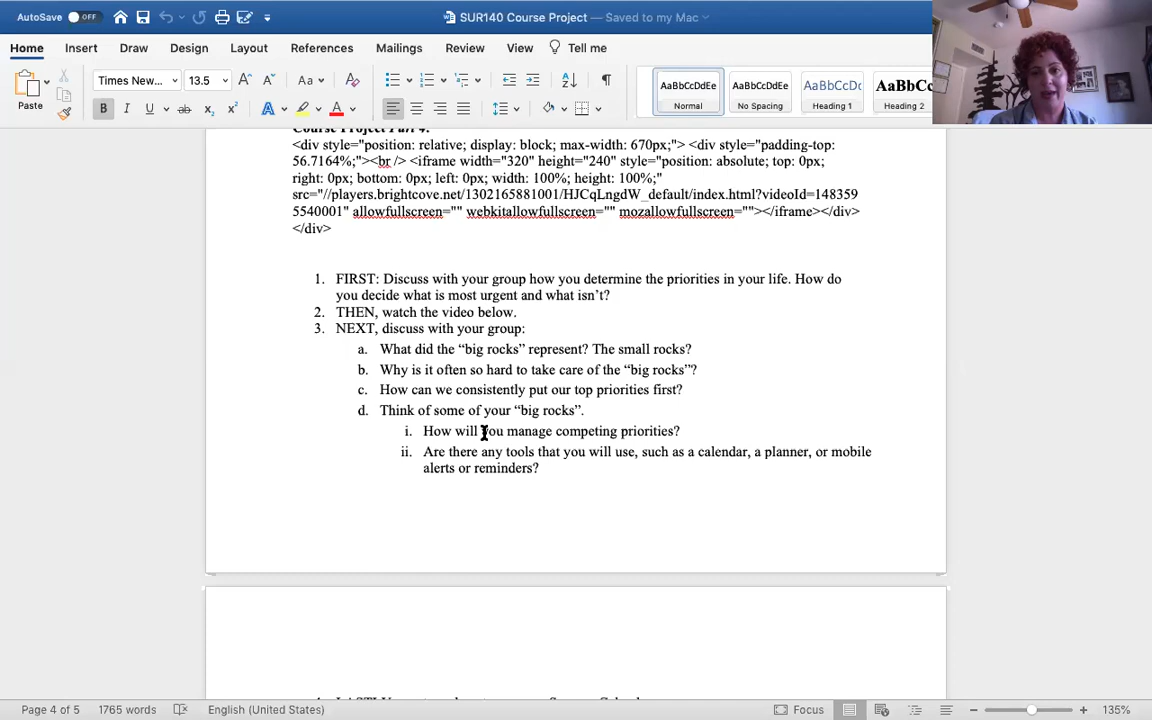 AutoSave OFF SUR140 Course Project — Saved to my Mac
Home Insert Draw Design Layout References Mailings Review View Tell me
Paste Times New... 13.5 Aa AaBbCcDdEe AaBbCcDdEe AaBbCcDc AaBbCc
B I U ab x₂ x² A A Normal No Spacing Heading 1 Heading 2
Course Project Part 4:
<div style="position: relative; display: block; max-width: 670px;"> <div style="padding-top:
56.7164%;"><br /> <iframe width="320" height="240" style="position: absolute; top: 0px;
right: 0px; bottom: 0px; left: 0px; width: 100%; height: 100%;"
src="//players.brightcove.net/1302165881001/HJCqLngdW_default/index.html?videoId=148359
5540001" allowfullscreen="" webkitallowfullscreen="" mozallowfullscreen=""></iframe></div>
</div>
1. FIRST: Discuss with your group how you determine the priorities in your life. How do
you decide what is most urgent and what isn't?
2. THEN, watch the video below.
3. NEXT, discuss with your group:
a. What did the “big rocks” represent? The small rocks?
b. Why is it often so hard to take care of the “big rocks”?
c. How can we consistently put our top priorities first?
d. Think of some of your “big rocks”.
i. How will you manage competing priorities?
ii. Are there any tools that you will use, such as a calendar, a planner, or mobile
alerts or reminders?
Page 4 of 5 1765 words English (United States) Focus 135%